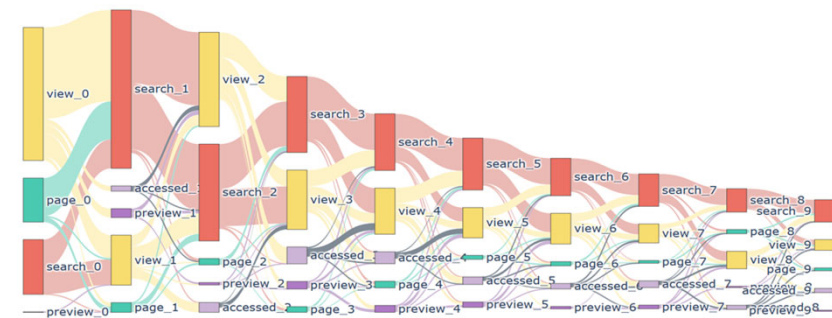 view_0
page_0
search_0
preview_0
search_1
accessed_1
preview_1
view_1
page_1
view_2
search_2
page_2
preview_2
accessed_2
search_3
view_3
accessed_3
preview_3
page_3
search_4
view_4
accessed_4
page_4
preview_4
search_5
view_5
page_5
accessed_5
preview_5
search_6
view_6
page_6
accessed_6
preview_6
search_7
view_7
page_7
accessed_7
preview_7
search_8
page_8
view_8
search_9
view_9
page_9